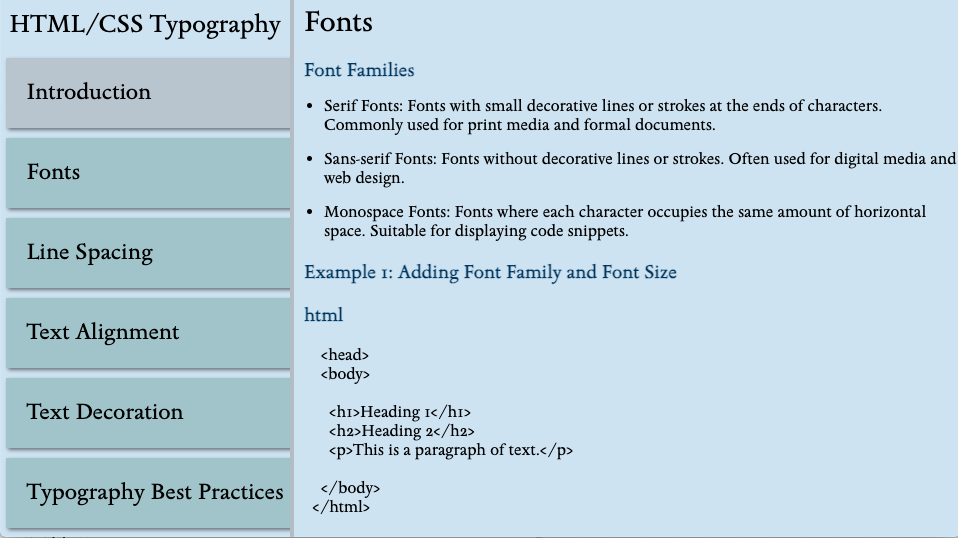 HTML/CSS Typography
Introduction
Fonts
Line Spacing
Text Alignment
Text Decoration
Typography Best Practices
Fonts
Font Families
• Serif Fonts: Fonts with small decorative lines or strokes at the ends of characters.
Commonly used for print media and formal documents.
• Sans-serif Fonts: Fonts without decorative lines or strokes. Often used for digital media and
web design.
• Monospace Fonts: Fonts where each character occupies the same amount of horizontal
space. Suitable for displaying code snippets.
Example 1: Adding Font Family and Font Size
html
<head>
<body>
<h1>Heading 1</h1>
<h2>Heading 2</h2>
<p>This is a paragraph of text.</p>
</body>
</html>